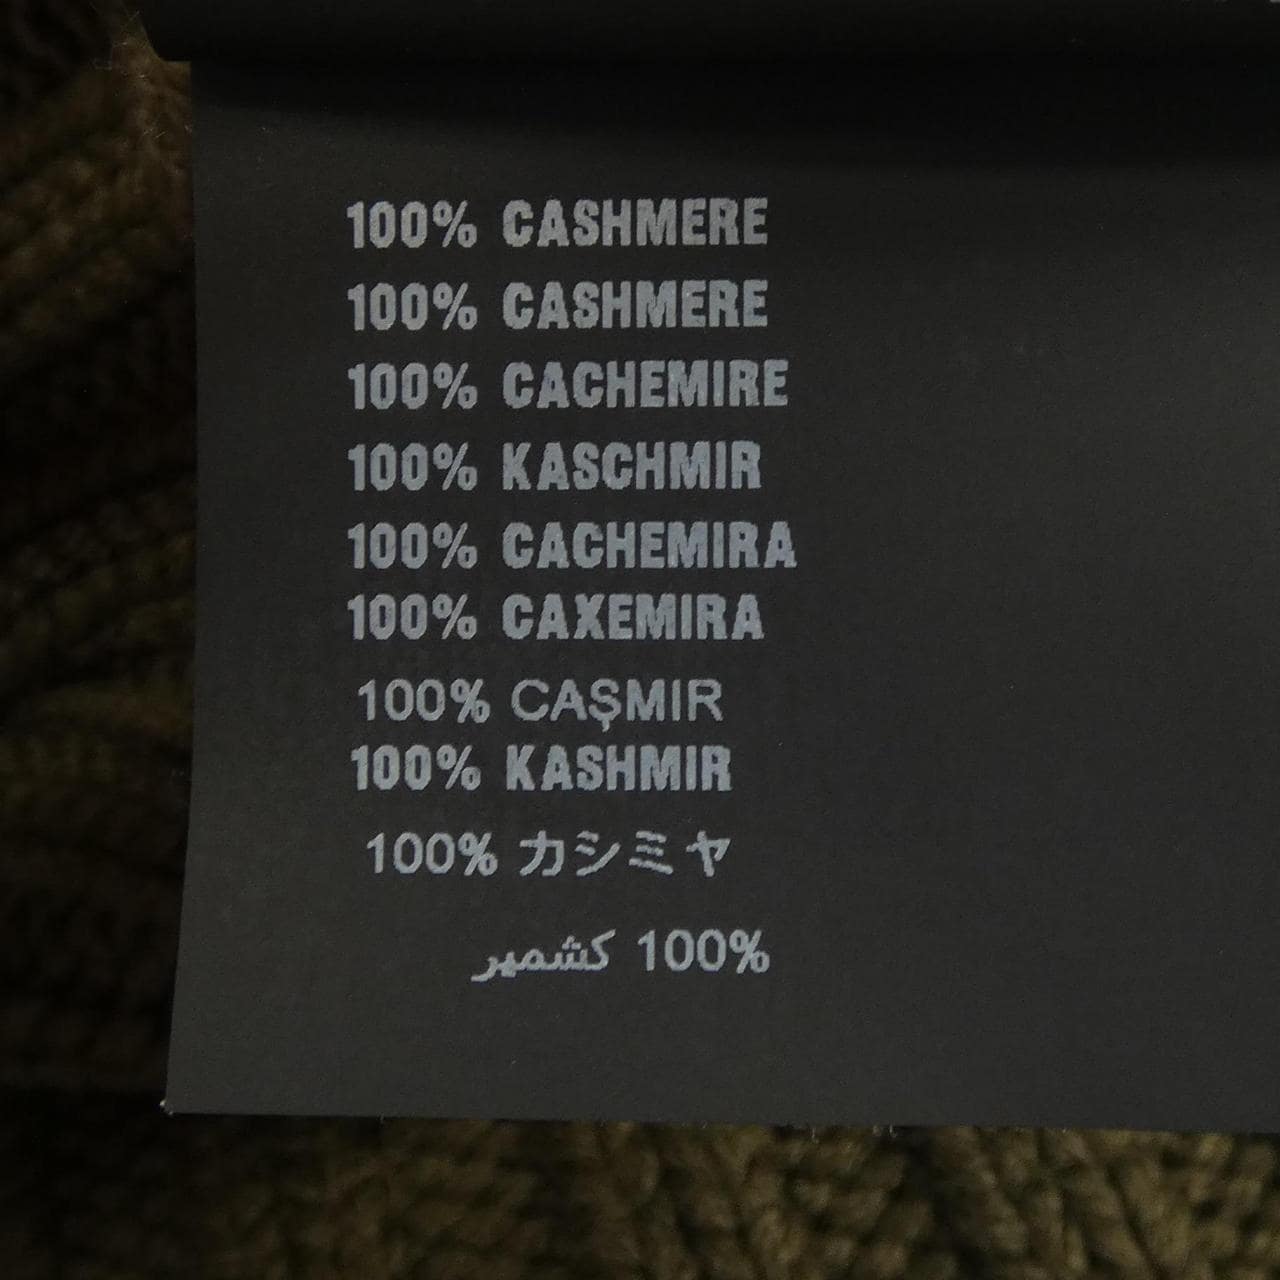 100% CASHMERE
100% CASHMERE
100% CACHEMIRE
100% KASCHMIR
100% CACHEMIRA
100% CAXEMIRA
100% CAŞMIR
100% KASHMIR
100% カシミヤ
100% كشمير